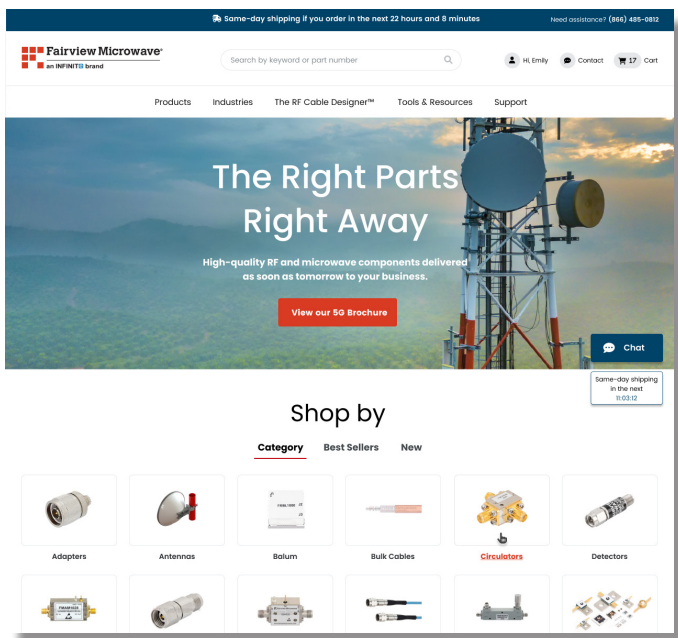 Same-day shipping if you order in the next 22 hours and 8 minutes
Need assistance? (866) 485-0812
Fairview Microwave®
an INFINIT brand
Search by keyword or part number
Hi, Emily
Contact
17 Cart
Products Industries The RF Cable Designer™ Tools & Resources Support
The Right Parts
Right Away
High-quality RF and microwave components delivered
as soon as tomorrow to your business.
View our 5G Brochure
Chat
Same-day shipping
in the next
11:03:12
Shop by
Category Best Sellers New
Adapters Antennas Balum Bulk Cables Circulators Detectors